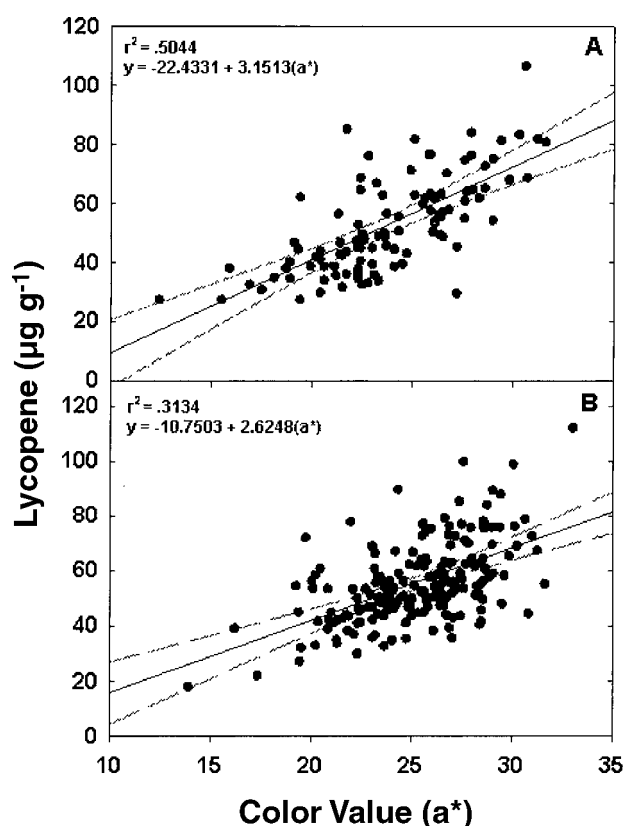 120
100
80
60
40
20
0
r² = .5044
y = -22.4331 + 3.1513(a*)
A
120
100
80
60
40
20
0
r² = .3134
y = -10.7503 + 2.6248(a*)
B
Lycopene (µg g⁻¹)
10 15 20 25 30 35
Color Value (a*)